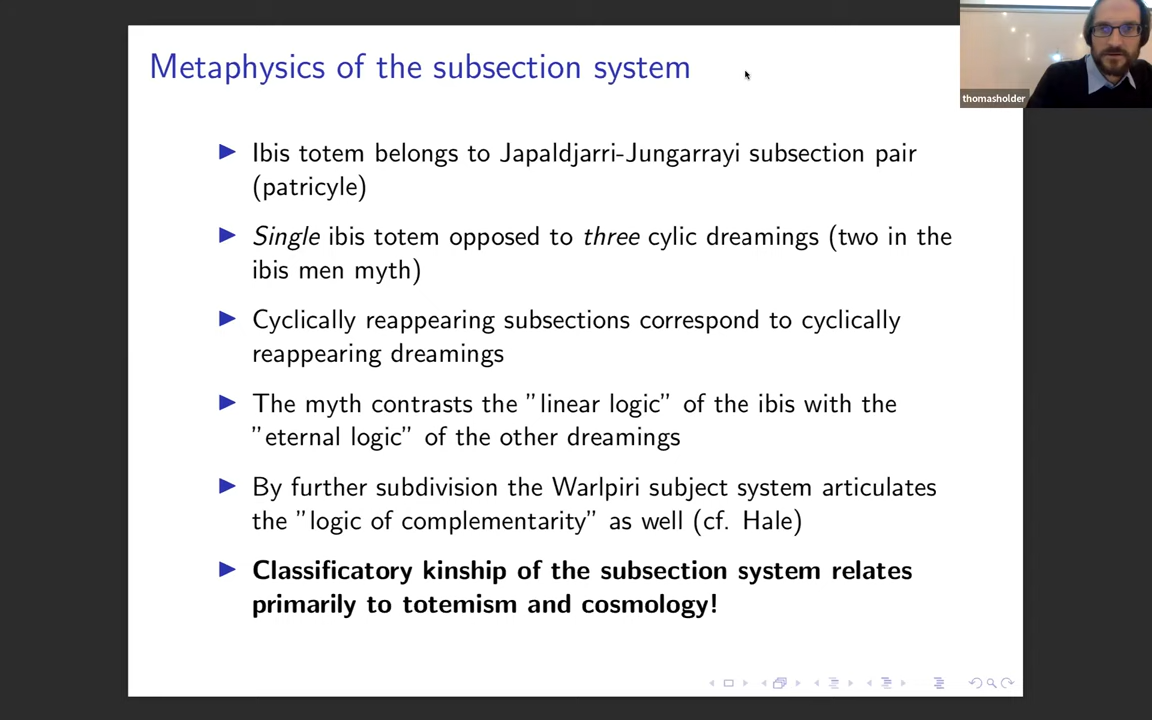 Metaphysics of the subsection system
thomasholder
Ibis totem belongs to Japaldjarri-Jungarrayi subsection pair
(patricyle)
Single ibis totem opposed to three cylic dreamings (two in the
ibis men myth)
Cyclically reappearing subsections correspond to cyclically
reappearing dreamings
The myth contrasts the ”linear logic” of the ibis with the
”eternal logic” of the other dreamings
By further subdivision the Warlpiri subject system articulates
the ”logic of complementarity” as well (cf. Hale)
Classificatory kinship of the subsection system relates
primarily to totemism and cosmology!